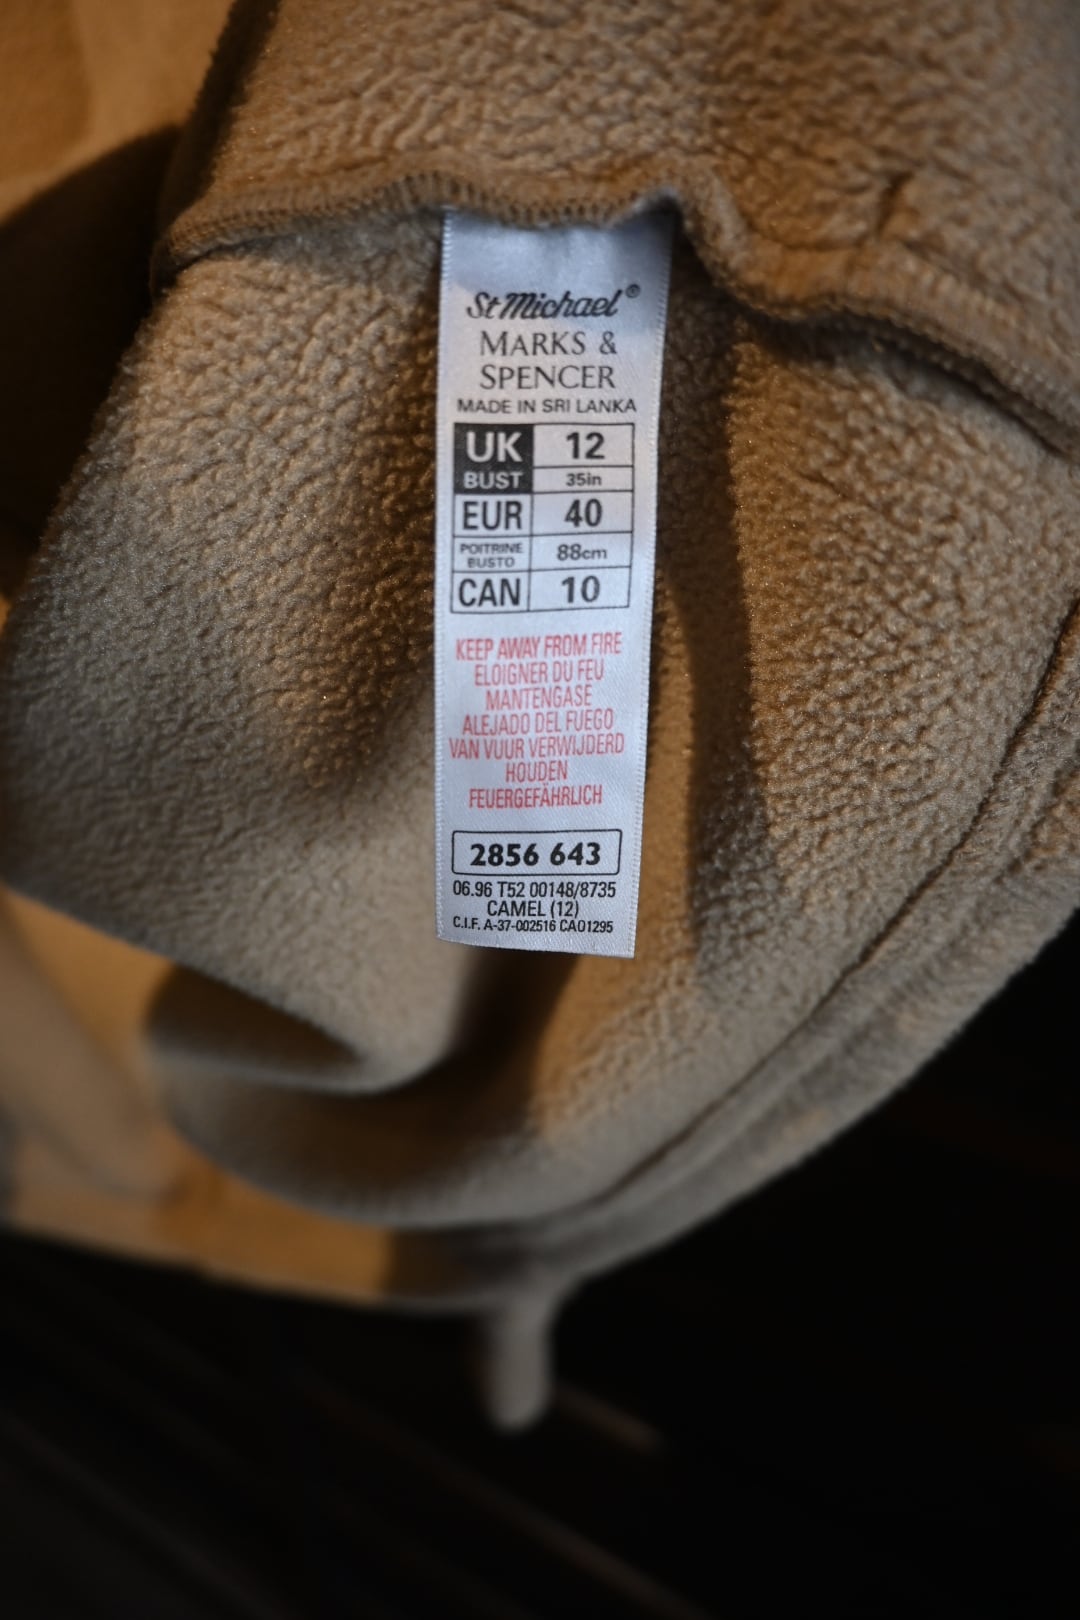 St Michael®
MARKS &
SPENCER
MADE IN SRI LANKA
UK 12
BUST 35in
EUR 40
POITRINE
BUSTO 88cm
CAN 10
KEEP AWAY FROM FIRE
ELOIGNER DU FEU
MANTENGASE
ALEJADO DEL FUEGO
VAN VUUR VERWIJDERD
HOUDEN
FEUERGEFÄHRLICH
2856 643
06.96 T52 00148/8735
CAMEL (12)
C.I.F. A-37-002516 CA01295